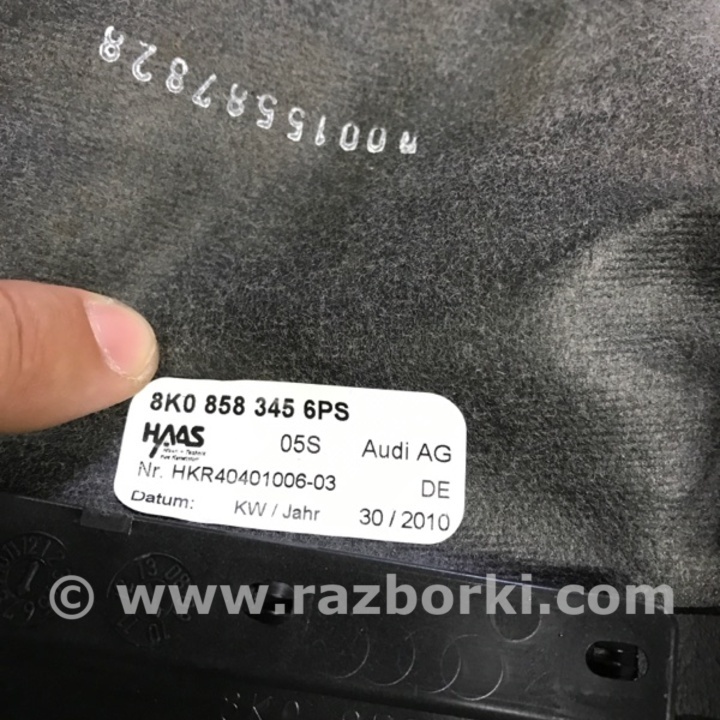 N0015587828
8K0 858 345 6PS
HAAS 05S Audi AG
Nr. HKR40401006-03 DE
Datum: KW / Jahr 30 / 2010
© www.razborki.com
8K0